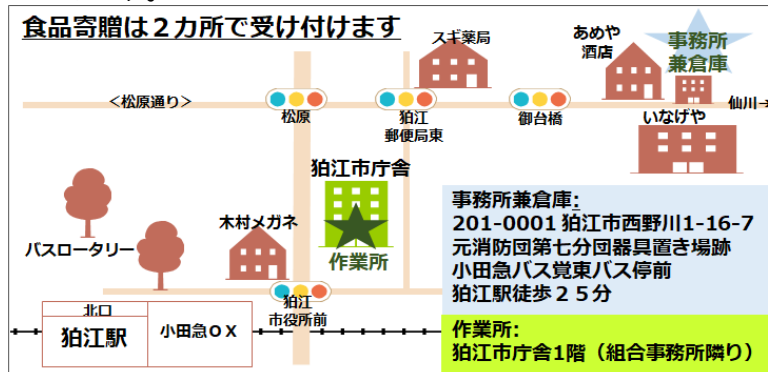 食品寄贈は２カ所で受け付けます
スギ薬局
あめや
酒店
事務所
兼倉庫
＜松原通り＞
松原
狛江
郵便局東
御台橋
仙川→
いなげや
狛江市庁舎
作業所
木村メガネ
バスロータリー
狛江
市役所前
北口
狛江駅
小田急ＯＸ
事務所兼倉庫:
201-0001 狛江市西野川1-16-7
元消防団第七分団器具置き場跡
小田急バス覚東バス停前
狛江駅徒歩２５分
作業所:
狛江市庁舎1階（組合事務所隣り）